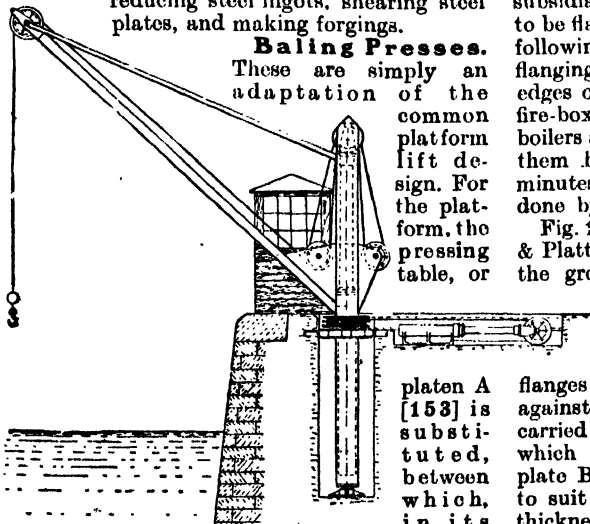 reducing steel ingots, shearing steel
plates, and making forgings.
Baling Presses.
These are simply an
adaptation of the
common
platform
lift de-
sign. For
the plat-
form, the
pressing
table, or
platen A
[153] is
substi-
tuted,
between
which,
in its
subsidia
to be fla
followin
flanging
edges o
fire-box
boilers a
them b
minutes
done by
Fig.
& Platt
the gro
flanges
against
carried
which
plate B
to suit
thickne